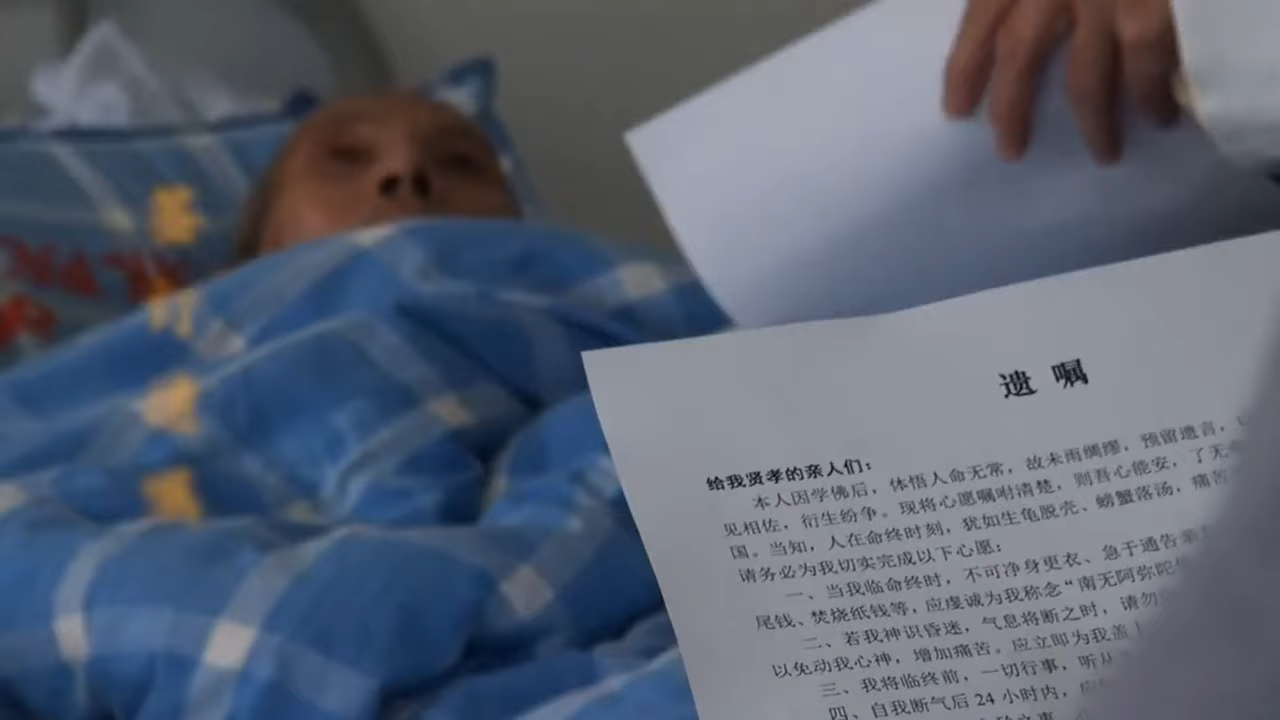 遗嘱
给我贤孝的亲人们：
本人因学佛后，体悟人命无常，故未雨绸缪，预留遗言，
见相佐，衍生纷争。现将心愿嘱咐清楚，则吾心能安，了无
国。当知，人在命终时刻，犹如生龟脱壳、螃蟹落汤，痛苦
请务必为我切实完成以下心愿：
一、当我临命终时，不可净身更衣、急于通告亲
尾钱、焚烧纸钱等，应虔诚为我称念“南无阿弥陀
二、若我神识昏迷，气息将断之时，请勿
以免动我心神，增加痛苦。应立即为我盖
三、我将临终前，一切行事，听从
四、自我断气后24小时内，应